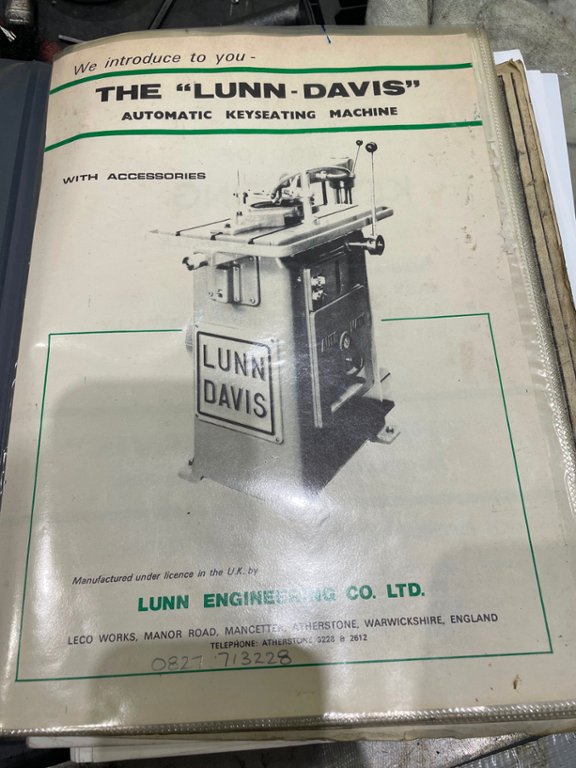 We introduce to you -
THE "LUNN-DAVIS"
AUTOMATIC KEYSEATING MACHINE
WITH ACCESSORIES
LUNN
DAVIS
Manufactured under licence in the U.K. by
LUNN ENGINEERING CO. LTD.
LECO WORKS, MANOR ROAD, MANCETTER, ATHERSTONE, WARWICKSHIRE, ENGLAND
TELEPHONE: ATHERSTONE 3228 & 2612
0827 713228